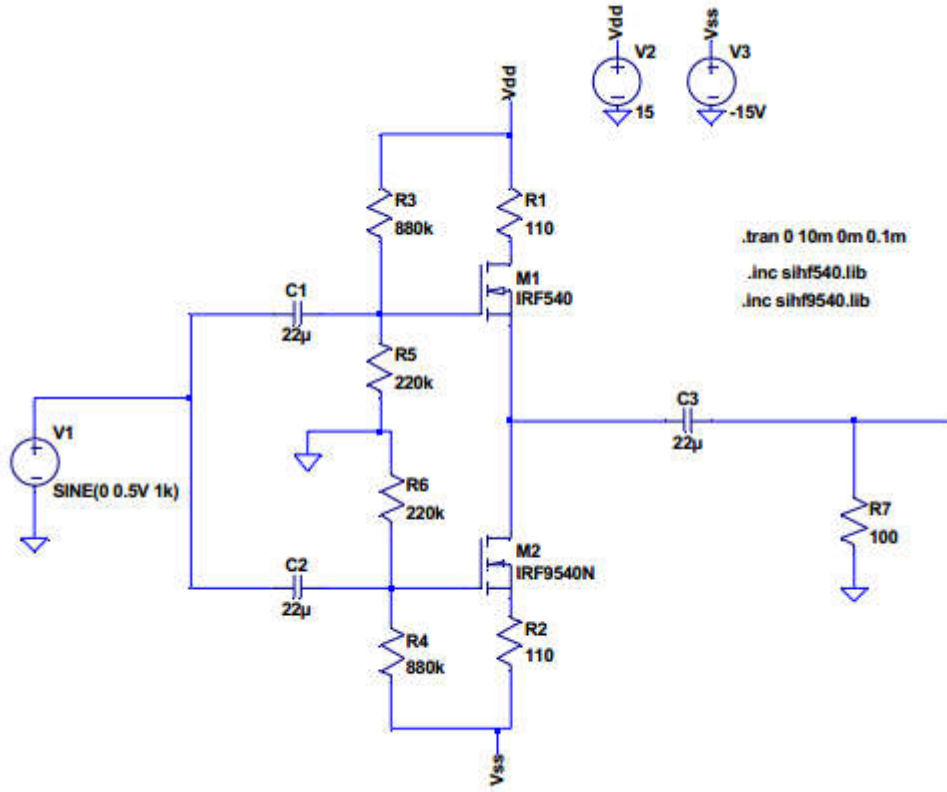 Vdd
Vss
V2
V3
15
-15V
Vdd
R3
880k
R1
110
.tran 0 10m 0m 0.1m
.inc sihf540.lib
.inc sihf9540.lib
M1
IRF540
C1
22µ
R5
220k
C3
22µ
V1
SINE(0 0.5V 1k)
R6
220k
R7
100
M2
IRF9540N
C2
22µ
R4
880k
R2
110
Vss